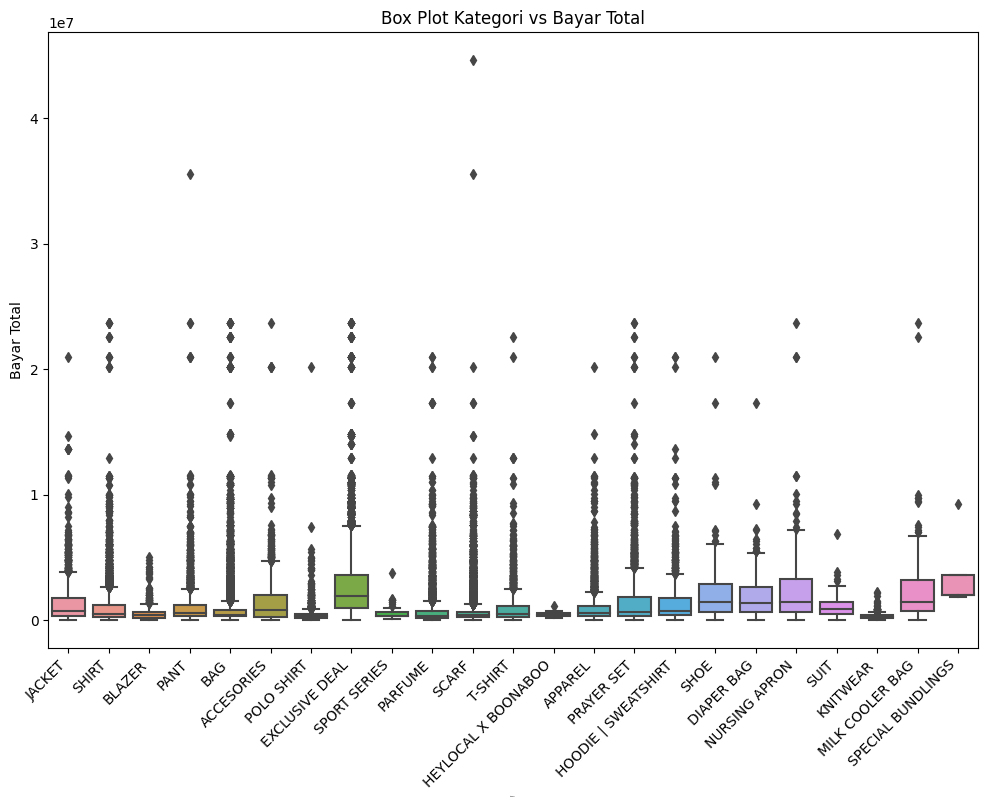 Box Plot Kategori vs Bayar Total
1e7
Bayar Total
4
3
2
1
0
JACKET
SHIRT
BLAZER
PANT
BAG
ACCESORIES
POLO SHIRT
EXCLUSIVE DEAL
SPORT SERIES
PARFUME
SCARF
T-SHIRT
HEYLOCAL X BOONABOO
APPAREL
PRAYER SET
HOODIE | SWEATSHIRT
SHOE
DIAPER BAG
NURSING APRON
SUIT
KNITWEAR
MILK COOLER BAG
SPECIAL BUNDLINGS